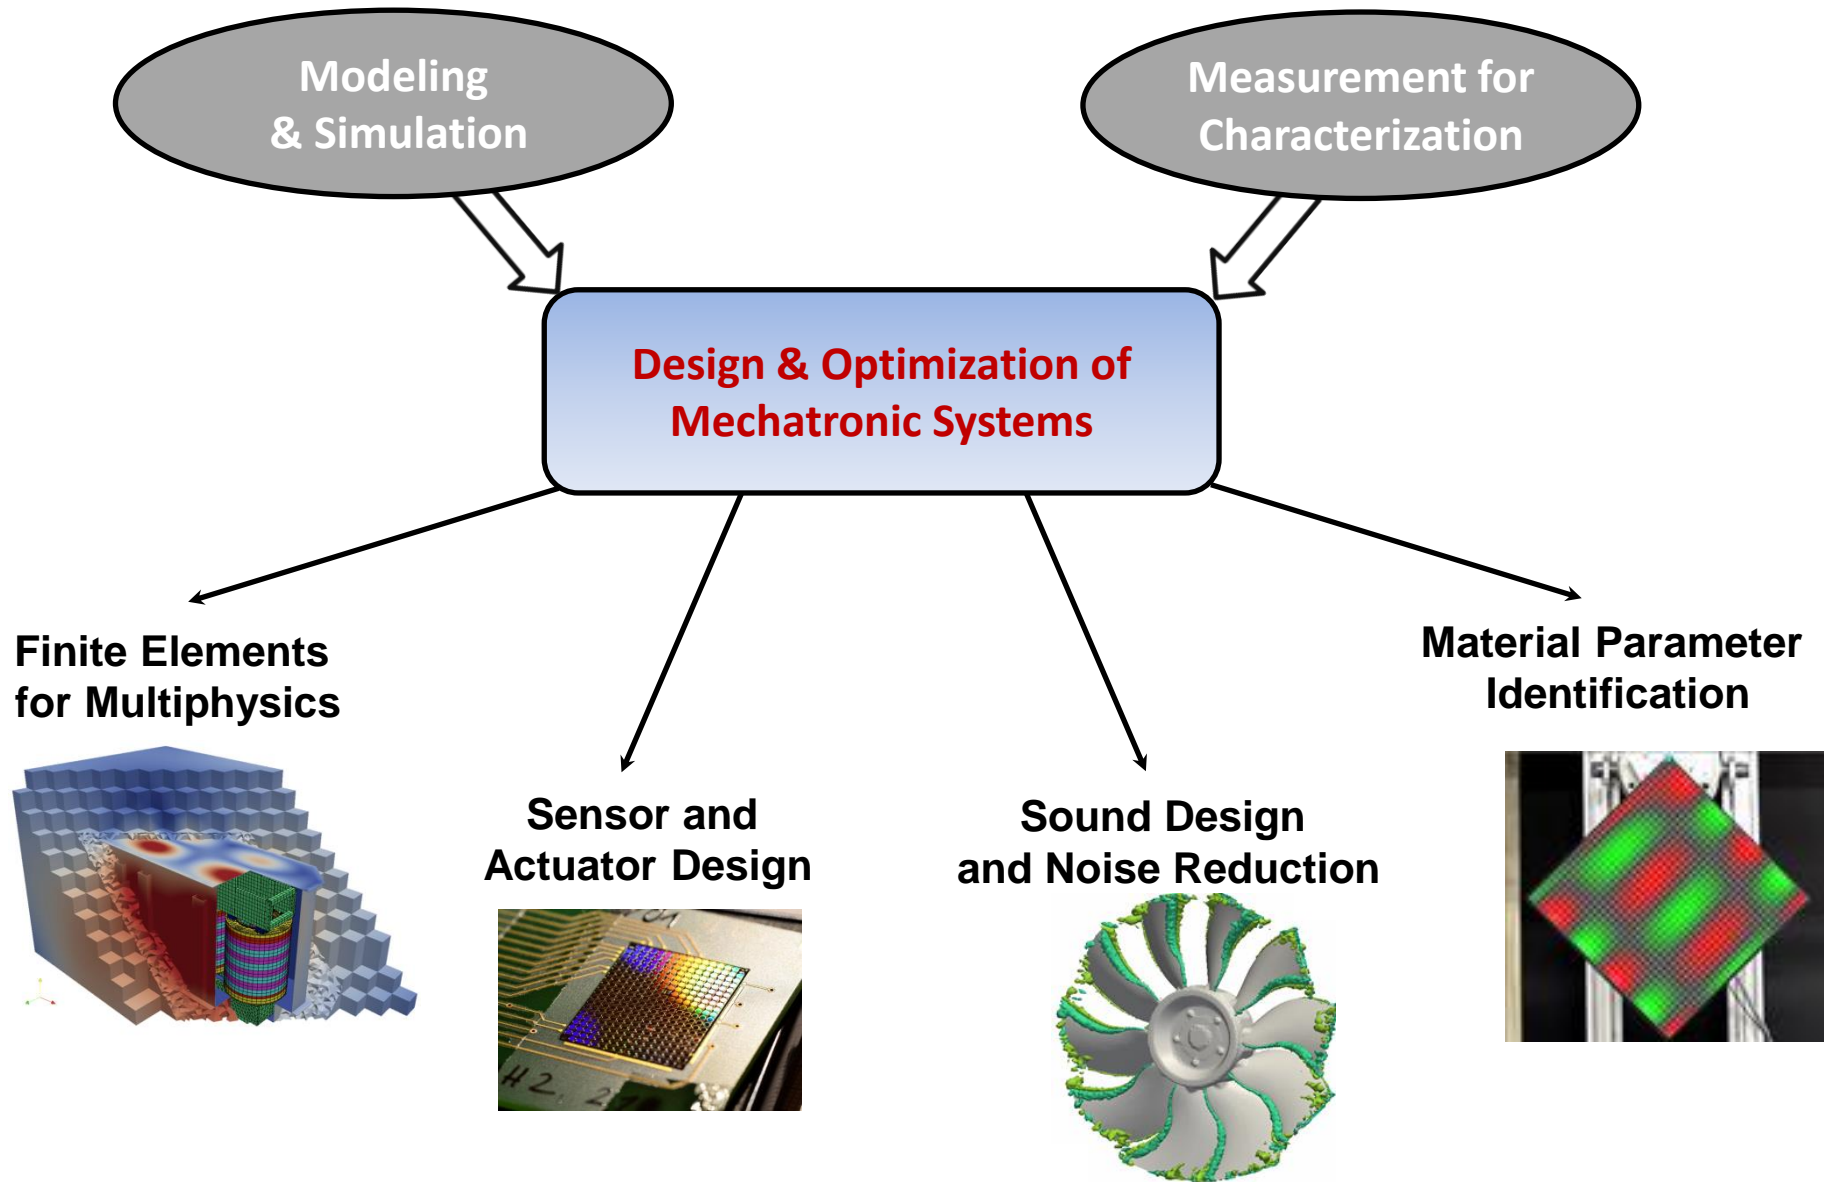 Modeling
& Simulation
Measurement for
Characterization
Design & Optimization of
Mechatronic Systems
Finite Elements
for Multiphysics
Sensor and
Actuator Design
Sound Design
and Noise Reduction
Material Parameter
Identification
H2